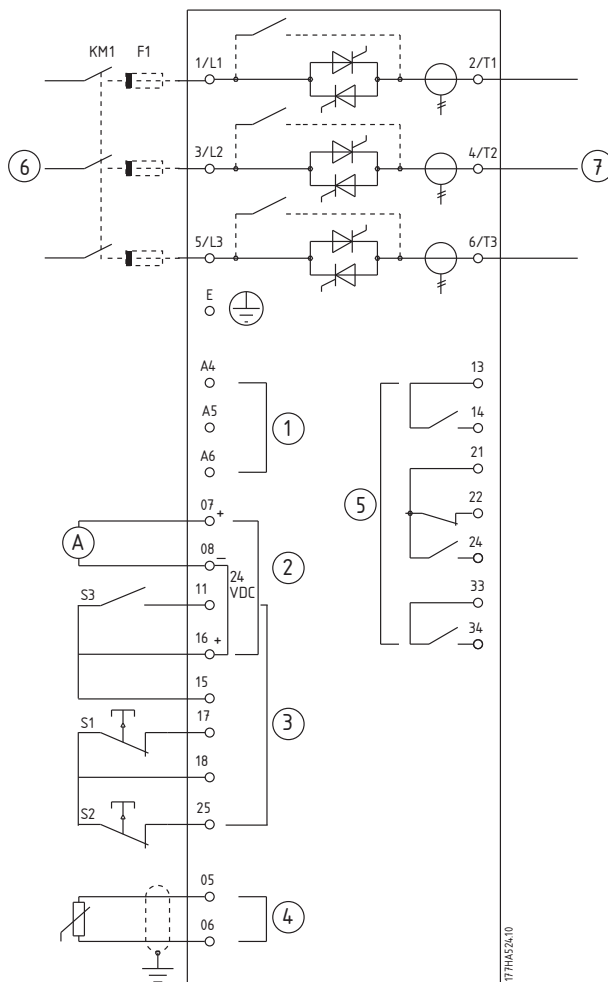 KM1 F1 1/L1 2/T1
6 3/L2 4/T2 7
5/L3 6/T3
E
A4 13
A5 1 14
A6 21
5 22
07 +
A 2 24
08 –
24
VDC
S3 11 33
16 + 34
15
S1 17 3
18
S2 25
05
4
06
177HA524.10